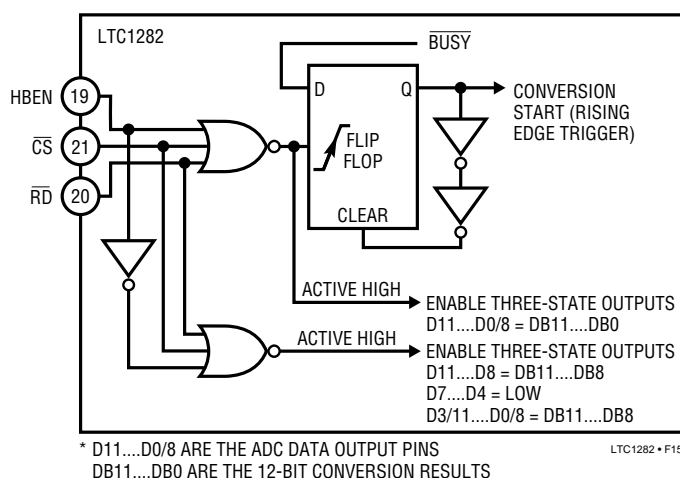 LTC1282
BUSY
HBEN
19
D
Q
CONVERSION
START (RISING
EDGE TRIGGER)
CS
21
FLIP
FLOP
RD
20
CLEAR
ACTIVE HIGH
ENABLE THREE-STATE OUTPUTS
D11....D0/8 = DB11....DB0
ACTIVE HIGH
ENABLE THREE-STATE OUTPUTS
D11....D8 = DB11....DB8
D7....D4 = LOW
D3/11....D0/8 = DB11....DB8
* D11....D0/8 ARE THE ADC DATA OUTPUT PINS
DB11....DB0 ARE THE 12-BIT CONVERSION RESULTS
LTC1282 • F15